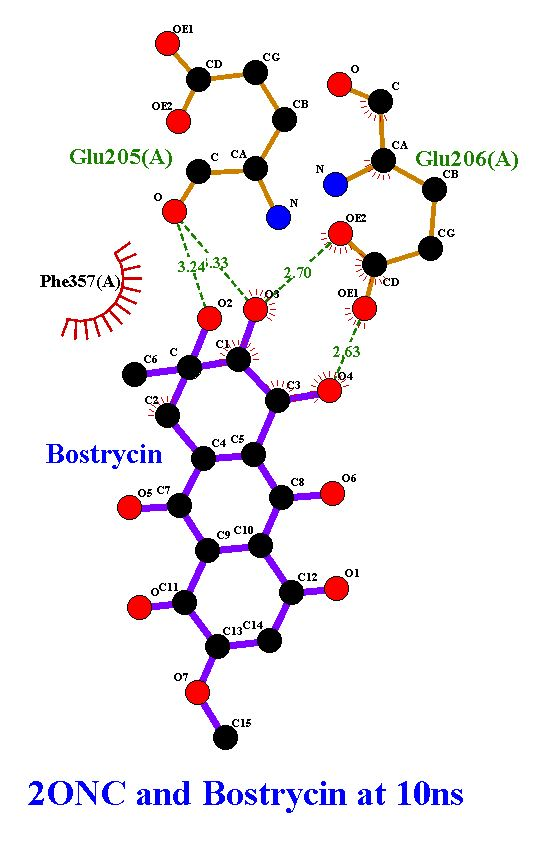 OE1
CD
CG
O
C
OE2
CB
Glu205(A)
C
CA
CA
Glu206(A)
N
CB
O
N
OE2
CG
3.24
.33
2.70
CD
Phe357(A)
O3
OE1
O2
C1
2.63
C6
C
O4
C3
C2
Bostrycin
C4
C5
O5
C7
C8
O6
C9
C10
O
C11
C12
O1
C13
C14
O7
C15
2ONC and Bostrycin at 10ns